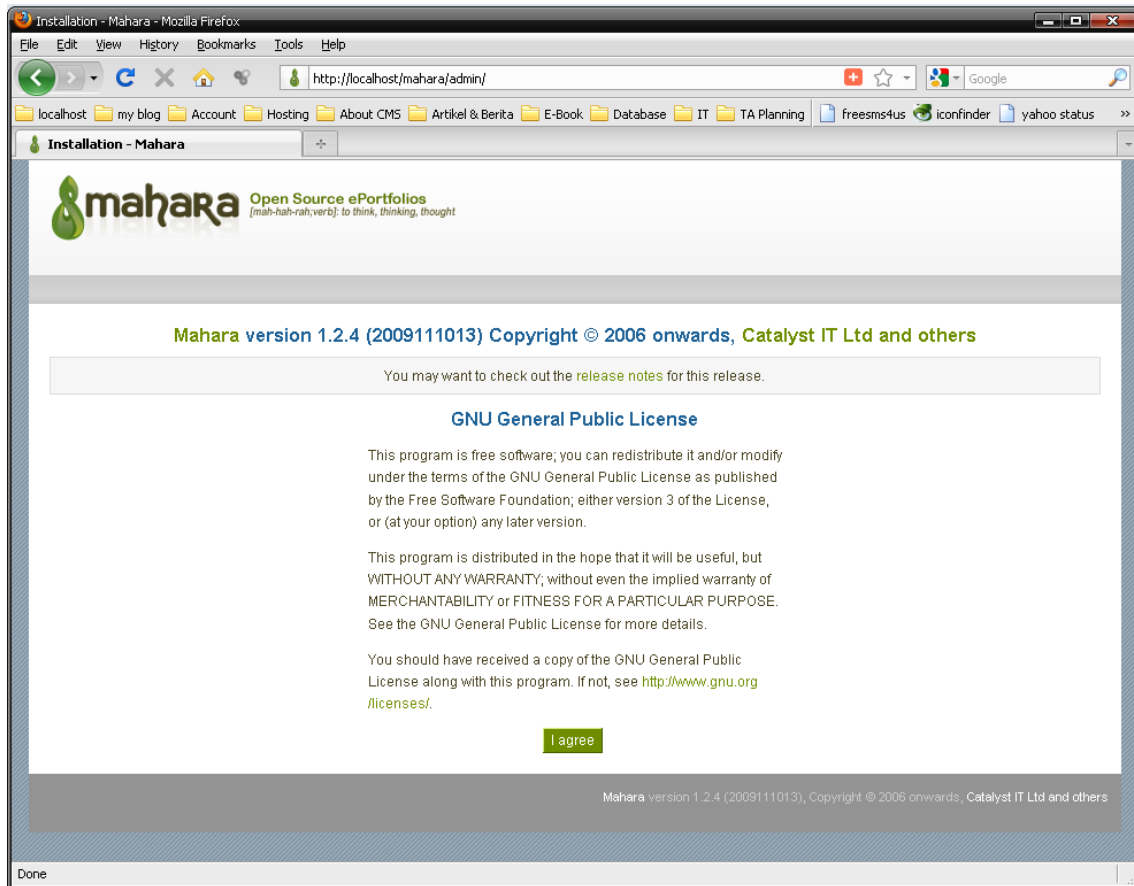 Installation - Mahara - Mozilla Firefox
File Edit View History Bookmarks Tools Help
http://localhost/mahara/admin/ Google
localhost my blog Account Hosting About CMS Artikel & Berita E-Book Database IT TA Planning freesms4us iconfinder yahoo status »
Installation - Mahara
mahara Open Source ePortfolios
[mah-hah-rah;verb]: to think, thinking, thought
Mahara version 1.2.4 (2009111013) Copyright © 2006 onwards, Catalyst IT Ltd and others
You may want to check out the release notes for this release.
GNU General Public License
This program is free software; you can redistribute it and/or modify
under the terms of the GNU General Public License as published
by the Free Software Foundation; either version 3 of the License,
or (at your option) any later version.
This program is distributed in the hope that it will be useful, but
WITHOUT ANY WARRANTY; without even the implied warranty of
MERCHANTABILITY or FITNESS FOR A PARTICULAR PURPOSE.
See the GNU General Public License for more details.
You should have received a copy of the GNU General Public
License along with this program. If not, see http://www.gnu.org
/licenses/.
I agree
Mahara version 1.2.4 (2009111013), Copyright © 2006 onwards, Catalyst IT Ltd and others
Done